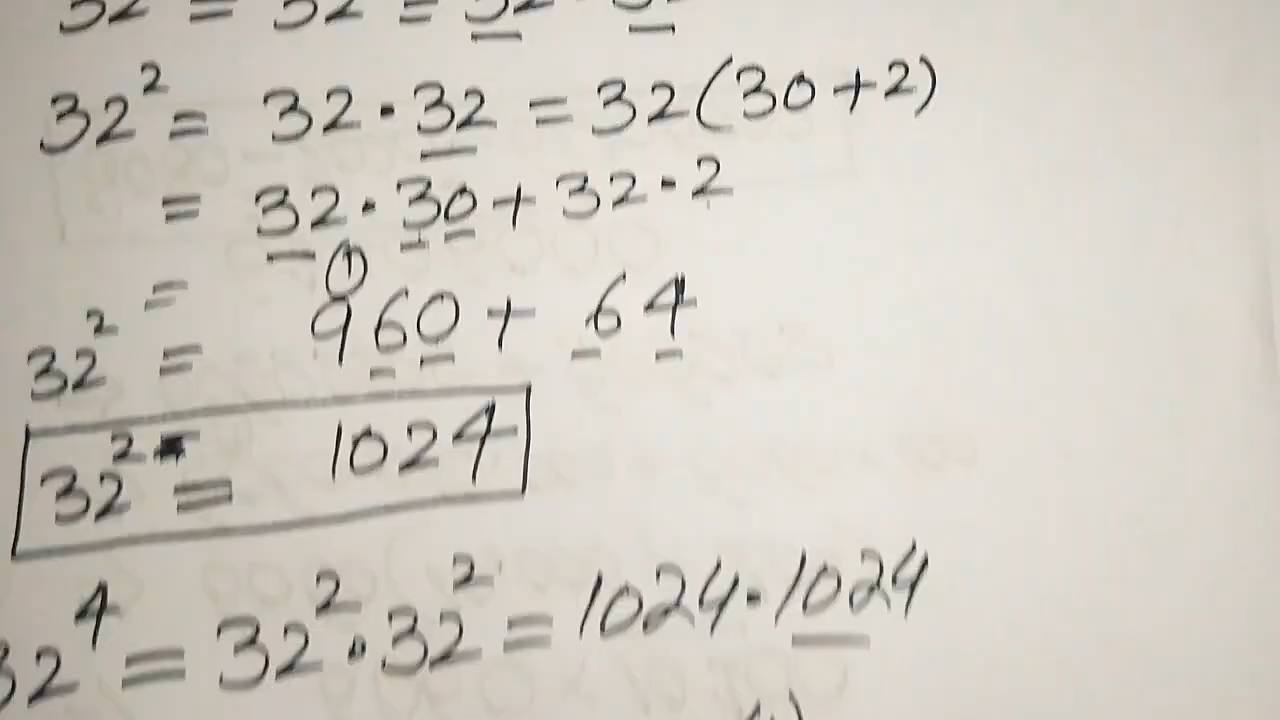 32² = 32 · 32 = 32(30+2)
= 32 · 30 + 32 · 2
①
=
32² = 960 + 64
32² = 1024
32⁴ = 32² · 32² = 1024 · 1024